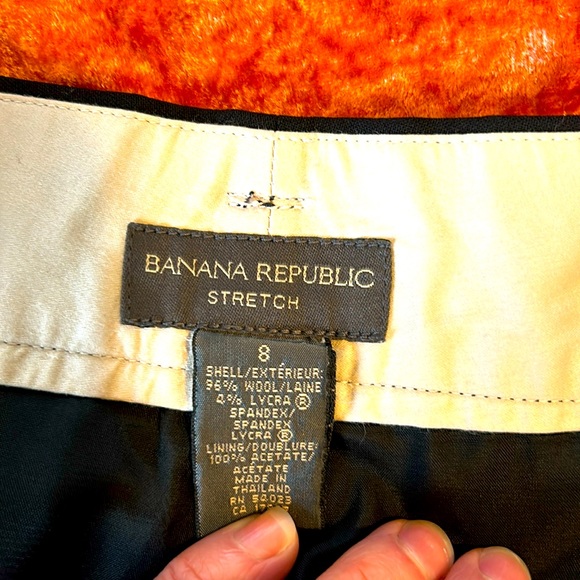 BANANA REPUBLIC
STRETCH
8
SHELL/EXTÉRIEUR:
96% WOOL/LAINE
4% LYCRA ®
SPANDEX/
SPANDEX
LYCRA ®
LINING/DOUBLURE:
100% ACETATE/
ACÉTATE
MADE IN
THAILAND
RN 54023
CA